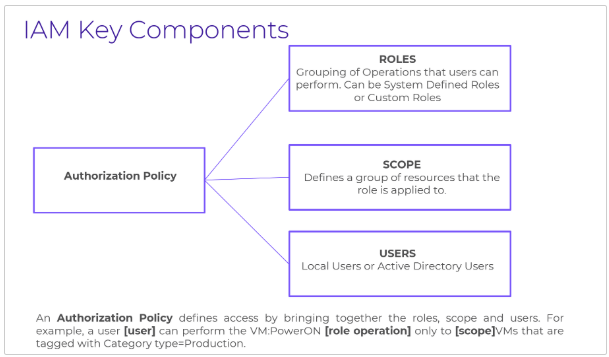 IAM Key Components
ROLES
Grouping of Operations that users can
perform. Can be System Defined Roles
or Custom Roles
Authorization Policy
SCOPE
Defines a group of resources that the
role is applied to.
USERS
Local Users or Active Directory Users
An Authorization Policy defines access by bringing together the roles, scope and users. For
example, a user [user] can perform the VM:PowerON [role operation] only to [scope]VMs that are
tagged with Category type=Production.